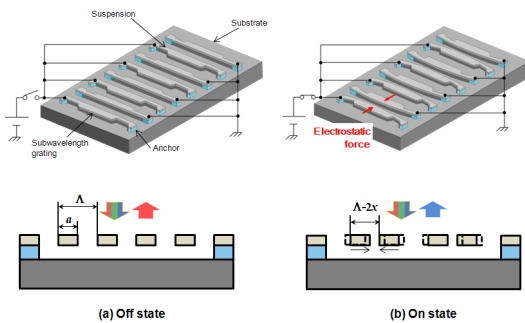 Suspension
Substrate
Subwavelength
grating
Anchor
Electrostatic
force
Λ
a
Λ-2x
(a) Off state
(b) On state